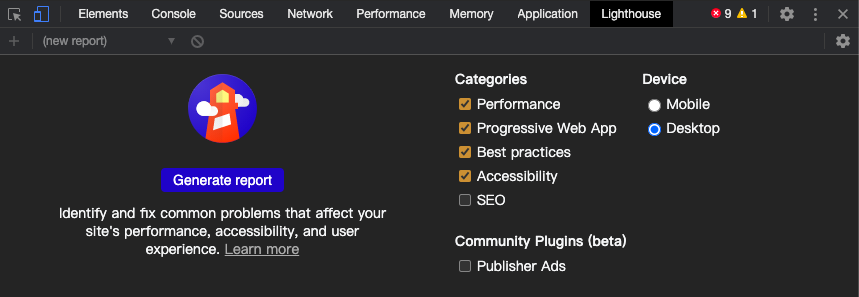 Elements Console Sources Network Performance Memory Application Lighthouse 9 1
(new report)
Generate report
Identify and fix common problems that affect your
site's performance, accessibility, and user
experience. Learn more
Categories
Performance
Progressive Web App
Best practices
Accessibility
SEO
Community Plugins (beta)
Publisher Ads
Device
Mobile
Desktop